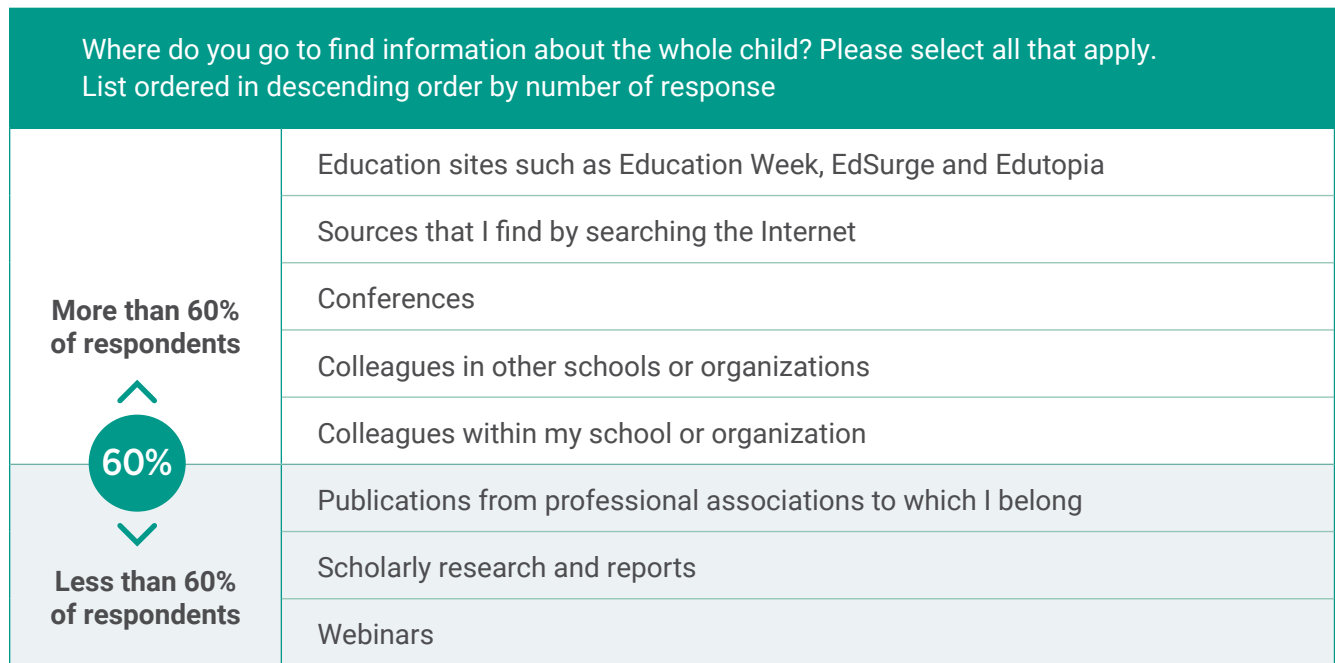 Where do you go to find information about the whole child? Please select all that apply.
List ordered in descending order by number of response
More than 60%
of respondents
60%
Less than 60%
of respondents
Education sites such as Education Week, EdSurge and Edutopia
Sources that I find by searching the Internet
Conferences
Colleagues in other schools or organizations
Colleagues within my school or organization
Publications from professional associations to which I belong
Scholarly research and reports
Webinars